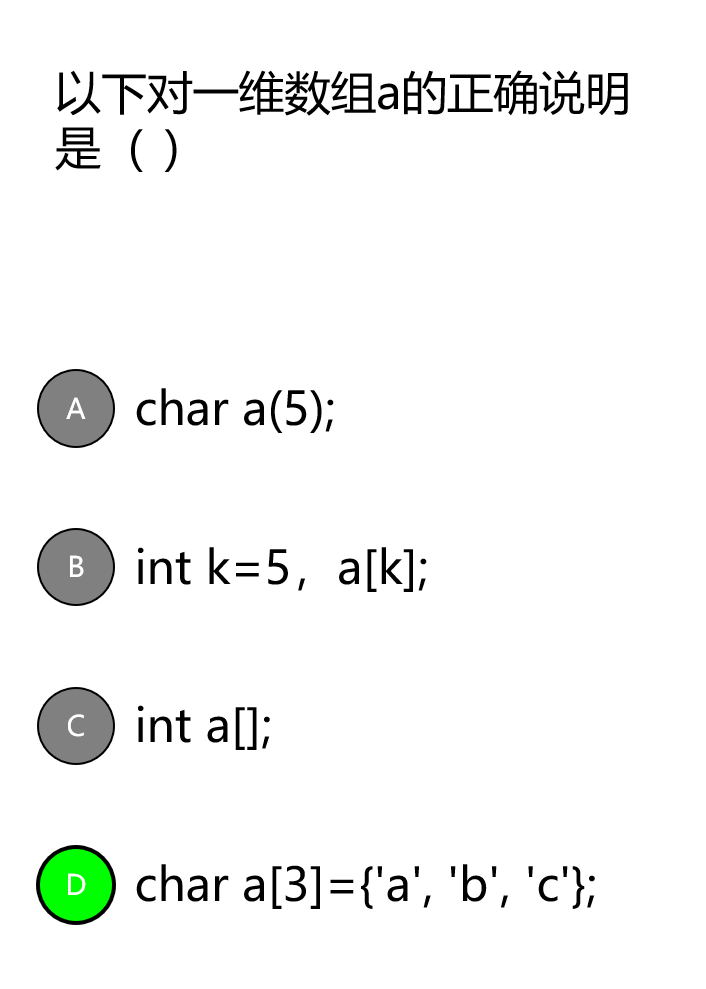 以下对一维数组a的正确说明
是（ ）
A char a(5);
B int k=5，a[k];
C int a[];
D char a[3]={'a', 'b', 'c'};